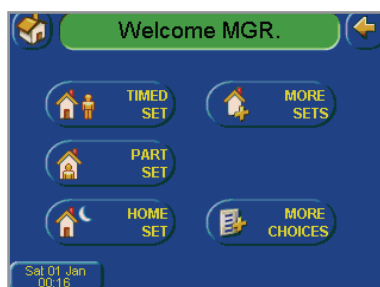 Welcome MGR.
TIMED
SET
MORE
SETS
PART
SET
HOME
SET
MORE
CHOICES
Sat 01 Jan
00:16